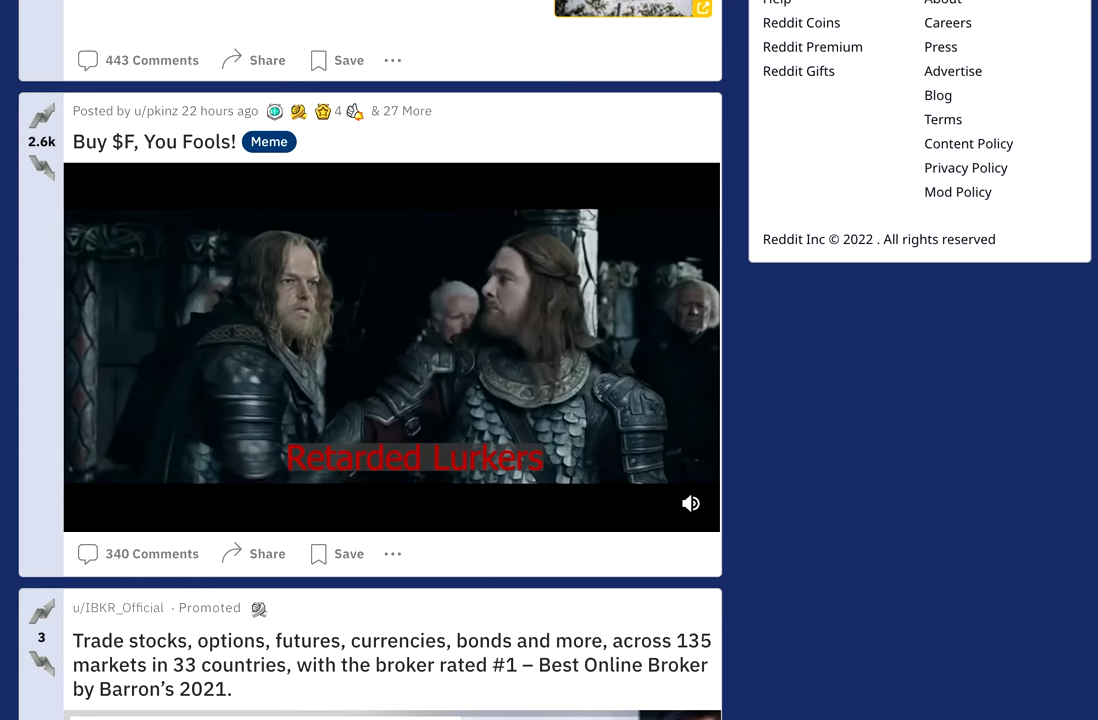 443 Comments Share Save
Posted by u/pkinz 22 hours ago 4 & 27 More
2.6k
Buy $F, You Fools! Meme
Retarded Lurkers
340 Comments Share Save
u/IBKR_Official · Promoted
3
Trade stocks, options, futures, currencies, bonds and more, across 135
markets in 33 countries, with the broker rated #1 – Best Online Broker
by Barron’s 2021.
Help About
Reddit Coins Careers
Reddit Premium Press
Reddit Gifts Advertise
Blog
Terms
Content Policy
Privacy Policy
Mod Policy
Reddit Inc © 2022 . All rights reserved